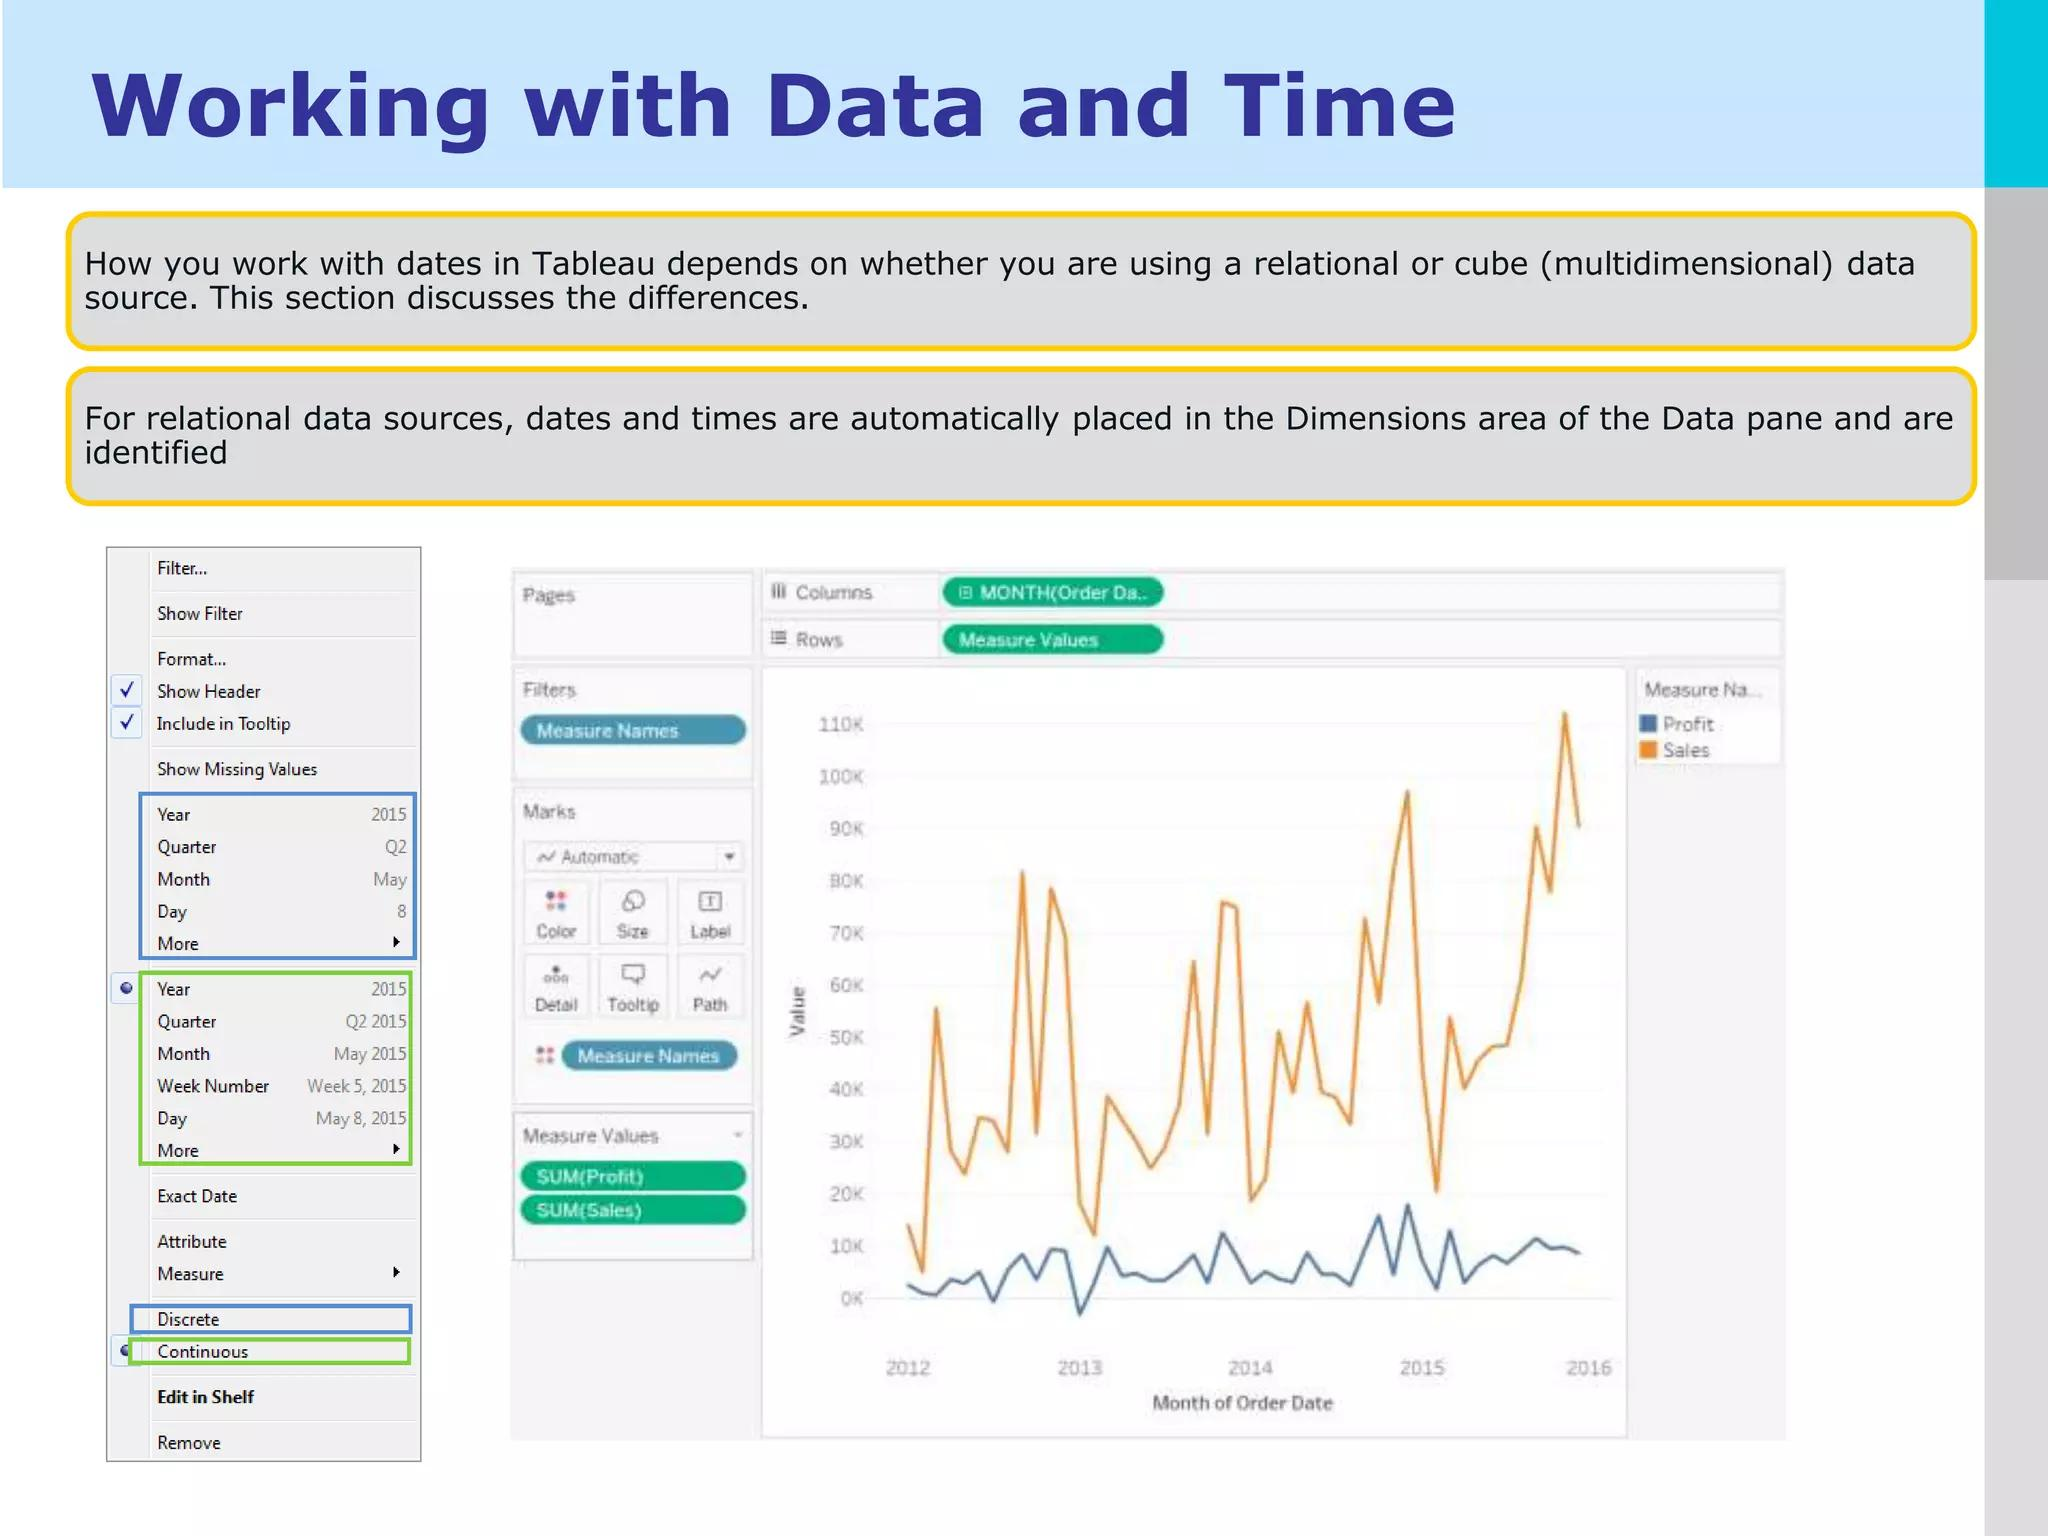 Working with Data and Time
How you work with dates in Tableau depends on whether you are using a relational or cube (multidimensional) data
source. This section discusses the differences.
For relational data sources, dates and times are automatically placed in the Dimensions area of the Data pane and are
identified
Filter...
Show Filter
Format...
Show Header
Include in Tooltip
Show Missing Values
Year 2015
Quarter Q2
Month May
Day 8
More
Year 2015
Quarter Q2 2015
Month May 2015
Week Number Week 5, 2015
Day May 8, 2015
More
Exact Date
Attribute
Measure
Discrete
Continuous
Edit in Shelf
Remove
Pages
Filters
Measure Names
Marks
Automatic
Color Size Label
Detail Tooltip Path
Measure Names
Measure Values
SUM(Profit)
SUM(Sales)
Columns MONTH(Order Da..
Rows Measure Values
110K
100K
90K
80K
70K
60K
50K
40K
30K
20K
10K
0K
Value
2012 2013 2014 2015 2016
Month of Order Date
Measure Na...
Profit
Sales